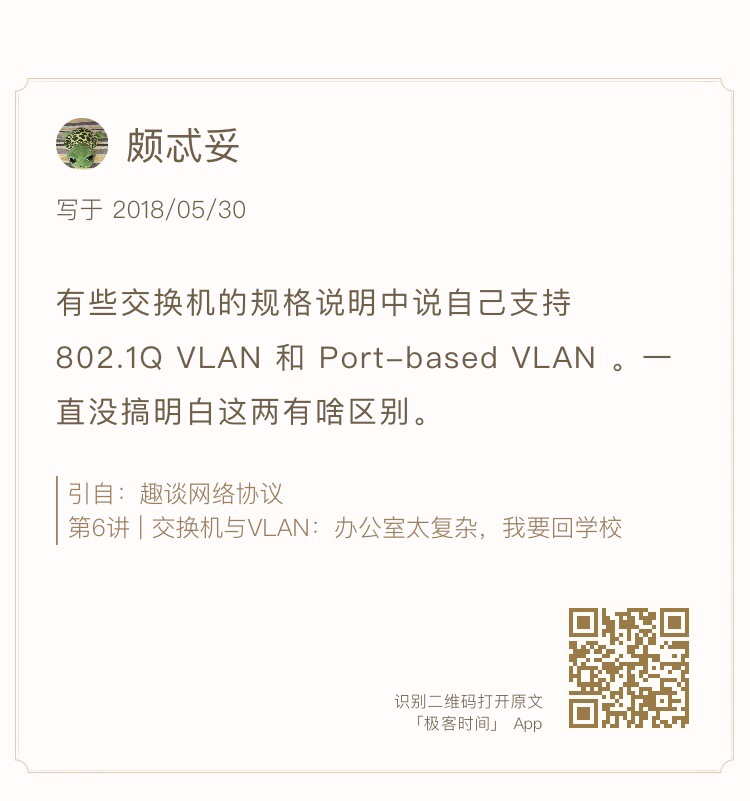 颇忒妥
写于 2018/05/30
有些交换机的规格说明中说自己支持
802.1Q VLAN 和 Port-based VLAN 。一
直没搞明白这两有啥区别。
引自：趣谈网络协议
第6讲 | 交换机与VLAN：办公室太复杂，我要回学校
识别二维码打开原文
「极客时间」 App